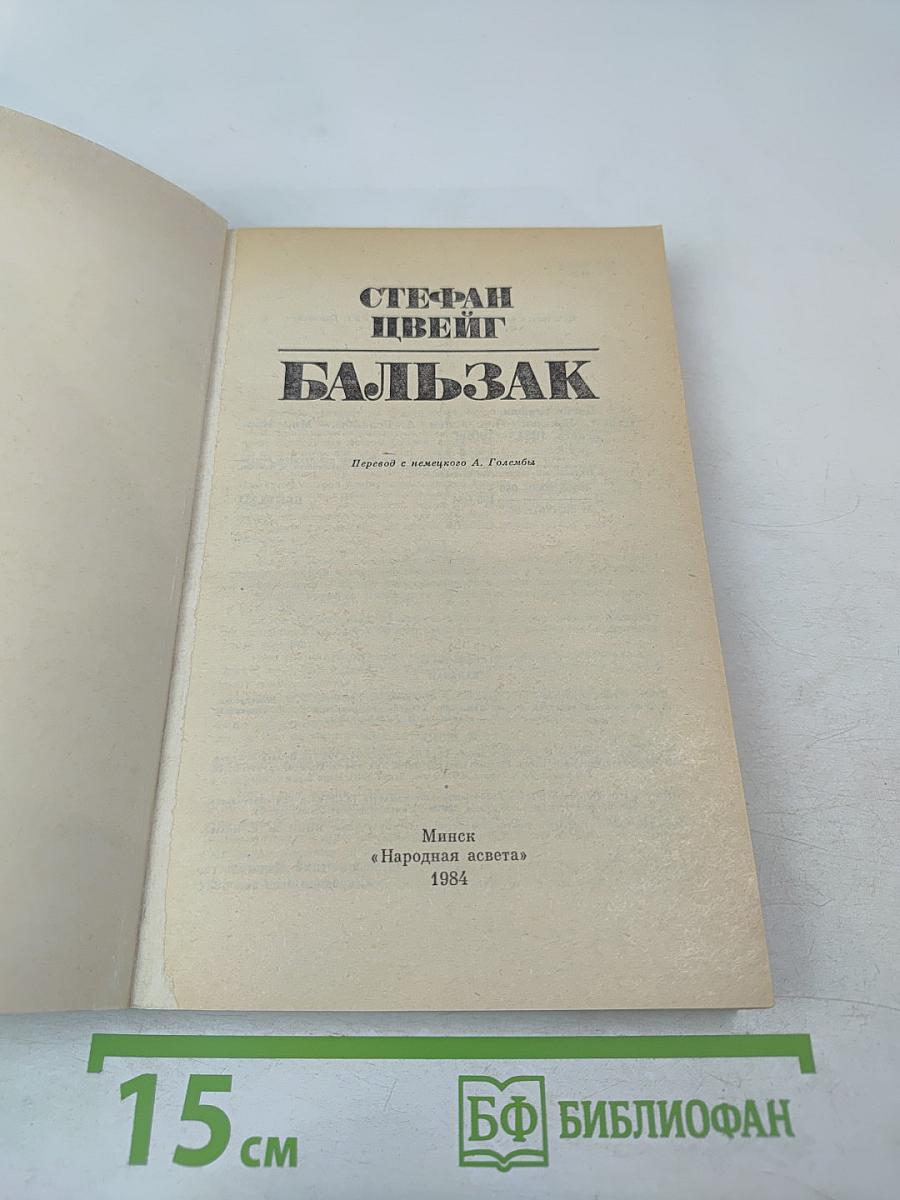 СТЕФАН
ЦВЕЙГ
БАЛЬЗАК
Перевод с немецкого А. Голембы
Минск
«Народная асвета»
1984
15 см
БФ БИБЛИОФАН